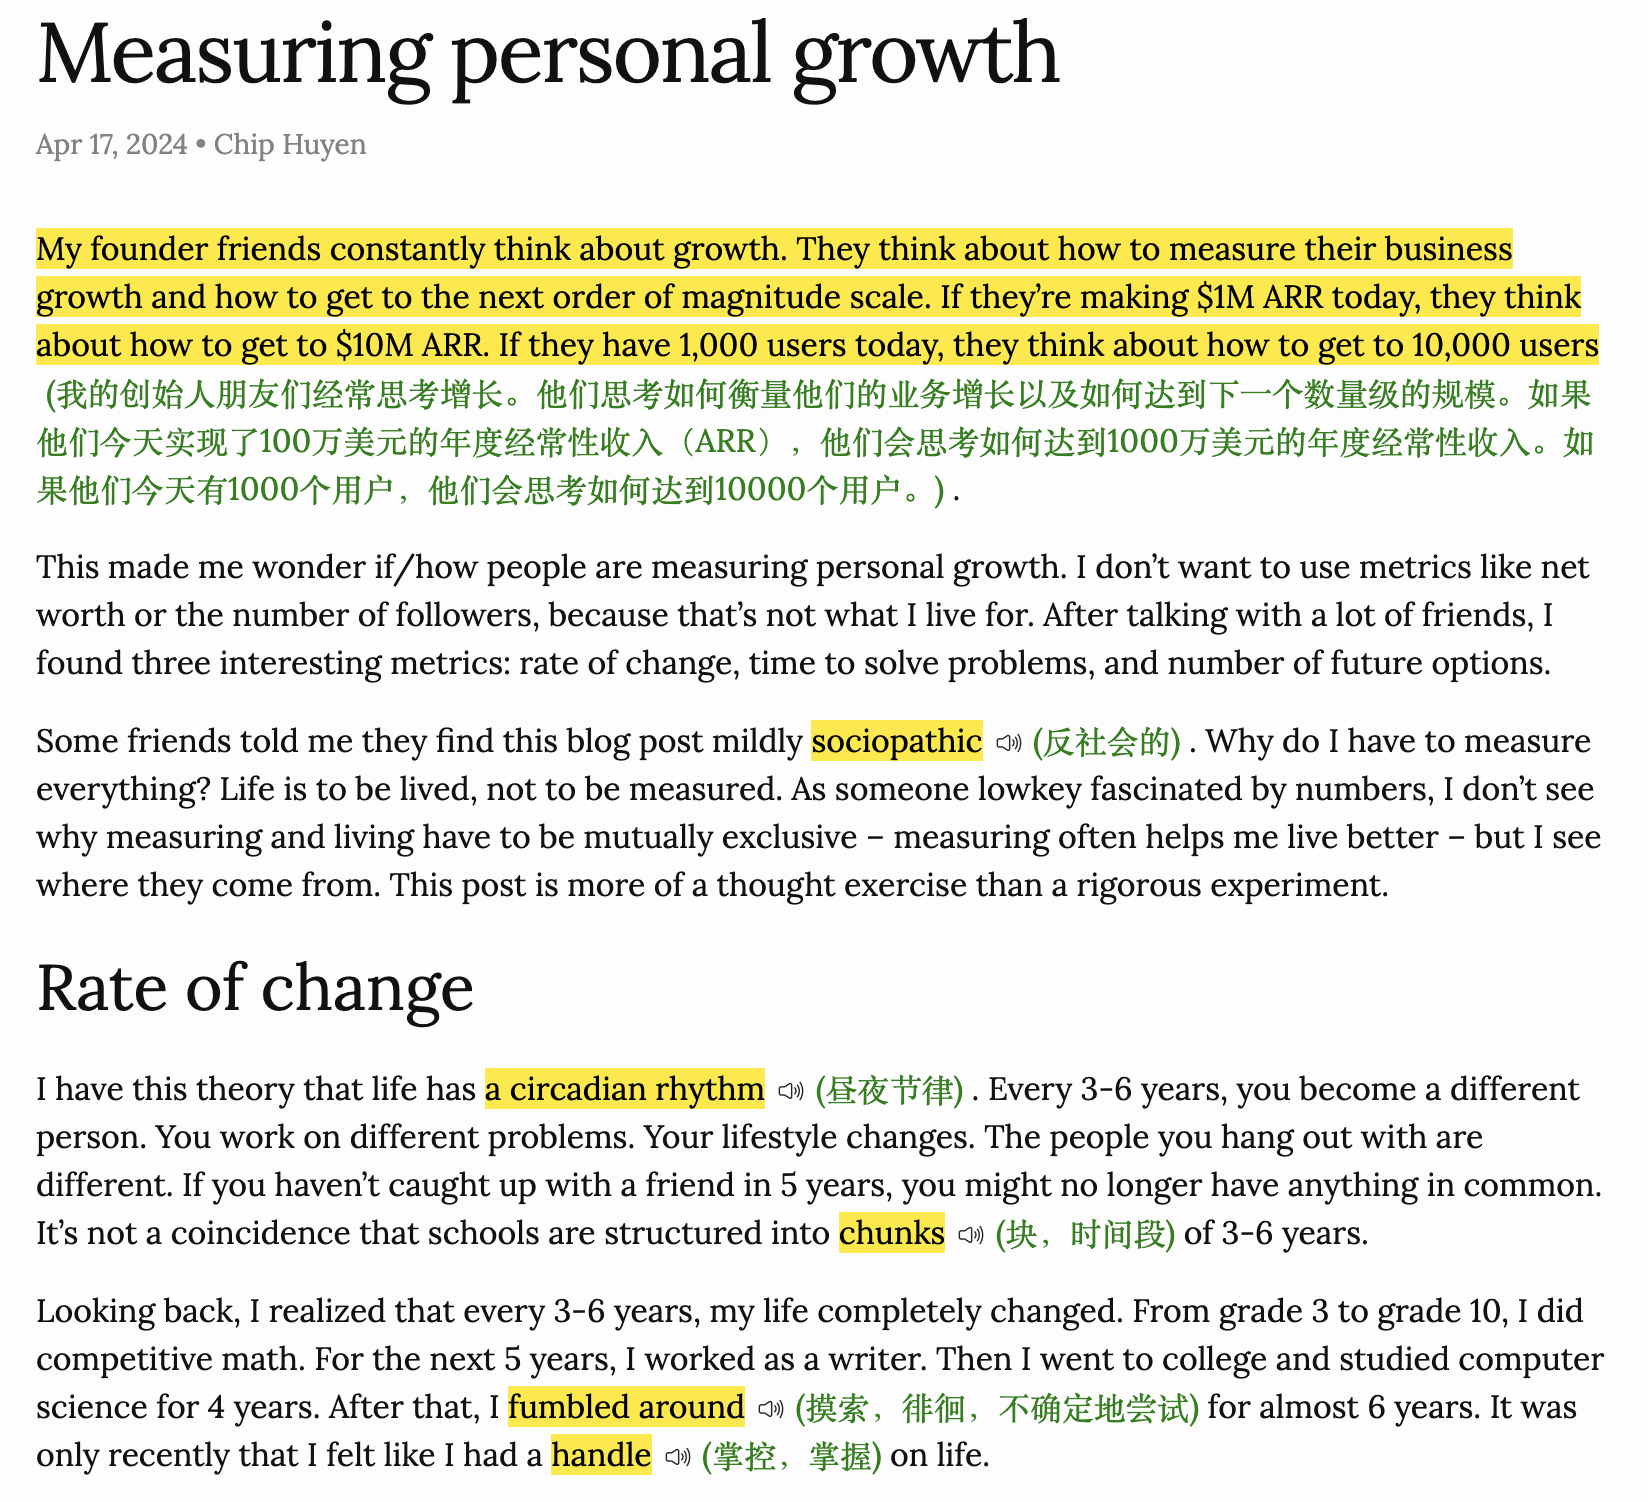 Measuring personal growth
Apr 17, 2024 • Chip Huyen
My founder friends constantly think about growth. They think about how to measure their business
growth and how to get to the next order of magnitude scale. If they’re making $1M ARR today, they think
about how to get to $10M ARR. If they have 1,000 users today, they think about how to get to 10,000 users
(我的创始人朋友们经常思考增长。他们思考如何衡量他们的业务增长以及如何达到下一个数量级的规模。如果
他们今天实现了100万美元的年度经常性收入（ARR），他们会思考如何达到1000万美元的年度经常性收入。如
果他们今天有1000个用户，他们会思考如何达到10000个用户。) .
This made me wonder if/how people are measuring personal growth. I don’t want to use metrics like net
worth or the number of followers, because that’s not what I live for. After talking with a lot of friends, I
found three interesting metrics: rate of change, time to solve problems, and number of future options.
Some friends told me they find this blog post mildly sociopathic (反社会的) . Why do I have to measure
everything? Life is to be lived, not to be measured. As someone lowkey fascinated by numbers, I don’t see
why measuring and living have to be mutually exclusive – measuring often helps me live better – but I see
where they come from. This post is more of a thought exercise than a rigorous experiment.
Rate of change
I have this theory that life has a circadian rhythm (昼夜节律) . Every 3-6 years, you become a different
person. You work on different problems. Your lifestyle changes. The people you hang out with are
different. If you haven’t caught up with a friend in 5 years, you might no longer have anything in common.
It’s not a coincidence that schools are structured into chunks (块，时间段) of 3-6 years.
Looking back, I realized that every 3-6 years, my life completely changed. From grade 3 to grade 10, I did
competitive math. For the next 5 years, I worked as a writer. Then I went to college and studied computer
science for 4 years. After that, I fumbled around (摸索，徘徊，不确定地尝试) for almost 6 years. It was
only recently that I felt like I had a handle (掌控，掌握) on life.